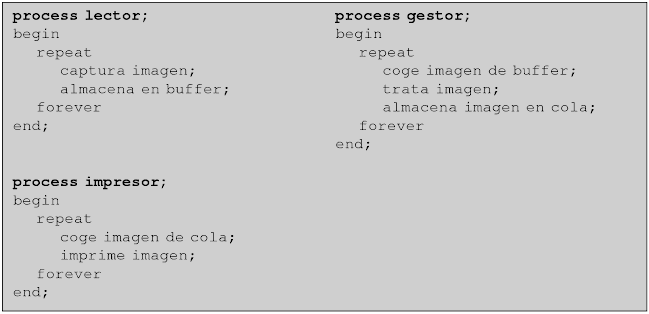 process lector;
begin
repeat
captura imagen;
almacena en buffer;
forever
end;
process gestor;
begin
repeat
coge imagen de buffer;
trata imagen;
almacena imagen en cola;
forever
end;
process impresor;
begin
repeat
coge imagen de cola;
imprime imagen;
forever
end;